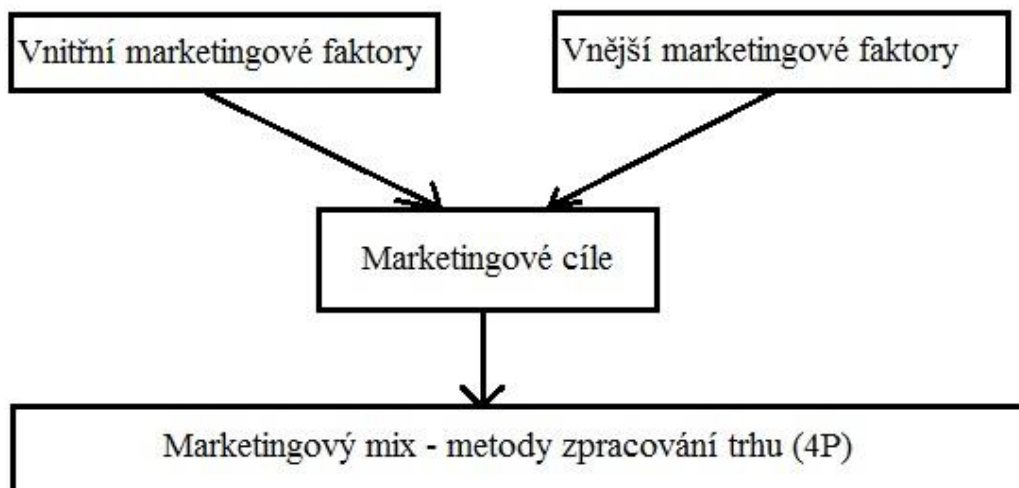 Vnitřní marketingové faktory
Vnější marketingové faktory
Marketingové cíle
Marketingový mix - metody zpracování trhu (4P)